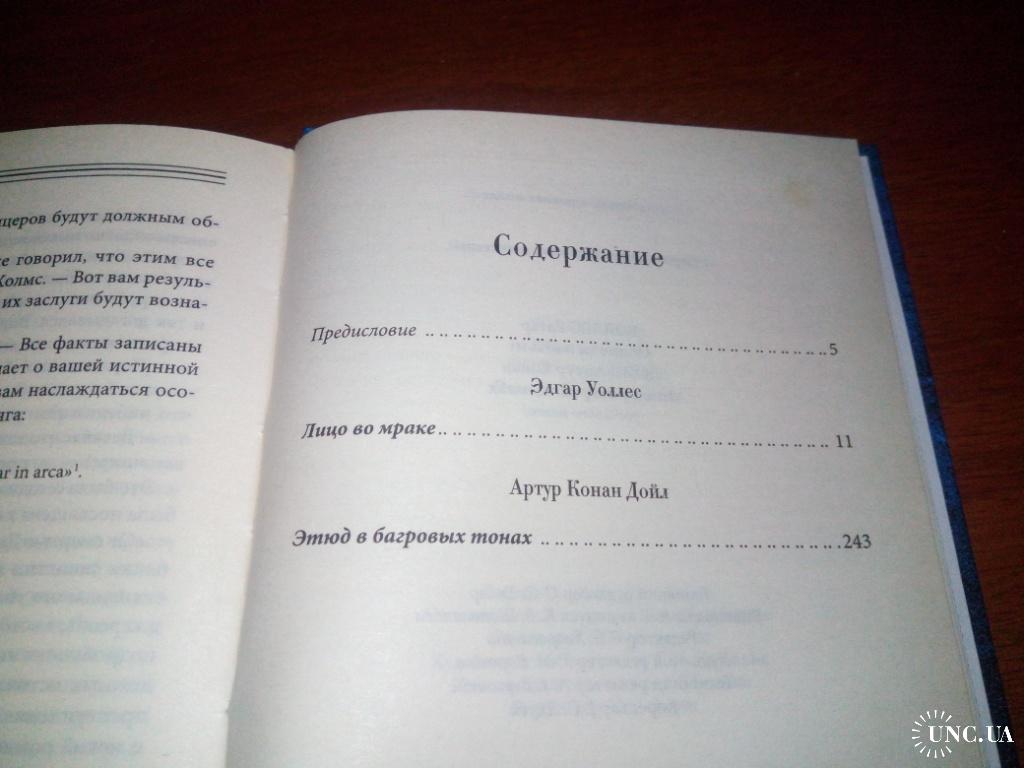 щеров будут должным об-
е говорил, что этим все
Холмс. — Вот вам резуль-
их заслуги будут возна-
— Все факты записаны
ает о вашей истинной
вам наслаждаться осо-
нга:
ar in arca»¹.
Содержание
Предисловие ........................................................ 5
Эдгар Уоллес
Лицо во мраке ........................................................ 11
Артур Конан Дойл
Этюд в багровых тонах ........................................................ 243
UNC.UA